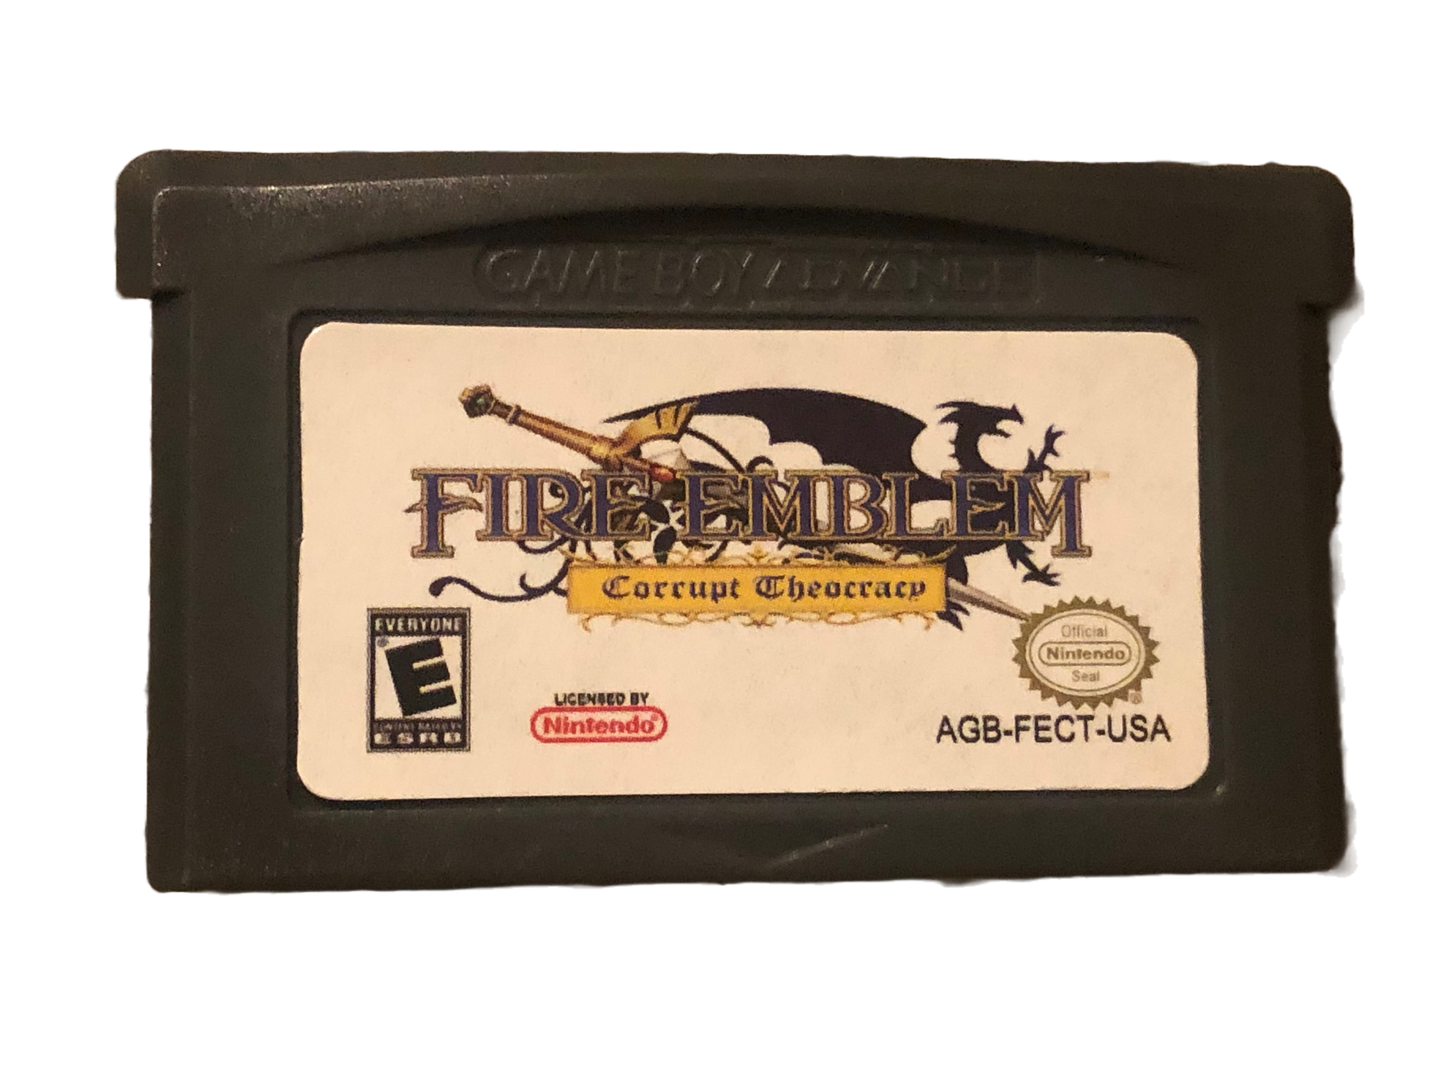 GAME BOY ADVANCE
FIRE EMBLEM
Corrupt Theocracy
EVERYONE
E
ESRB
LICENSED BY
Nintendo®
Official
Nintendo
Seal
®
AGB-FECT-USA